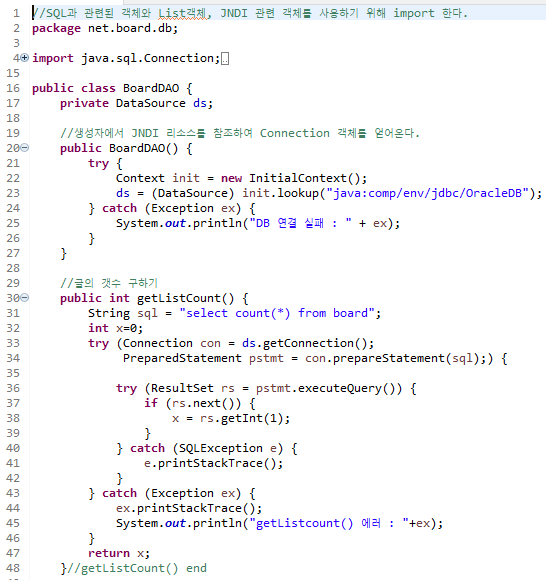 1 //SQL과 관련된 객체와 List객체, JNDI 관련 객체를 사용하기 위해 import 한다.
2 package net.board.db;
3
4 import java.sql.Connection;
15
16 public class BoardDAO {
17     private DataSource ds;
18
19     //생성자에서 JNDI 리소스를 참조하여 Connection 객체를 얻어온다.
20     public BoardDAO() {
21         try {
22             Context init = new InitialContext();
23             ds = (DataSource) init.lookup("java:comp/env/jdbc/OracleDB");
24         } catch (Exception ex) {
25             System.out.println("DB 연결 실패 : " + ex);
26         }
27     }
28
29     //글의 갯수 구하기
30     public int getListCount() {
31         String sql = "select count(*) from board";
32         int x=0;
33         try (Connection con = ds.getConnection();
34              PreparedStatement pstmt = con.prepareStatement(sql);) {
35
36             try (ResultSet rs = pstmt.executeQuery()) {
37                 if (rs.next()) {
38                     x = rs.getInt(1);
39                 }
40             } catch (SQLException e) {
41                 e.printStackTrace();
42             }
43         } catch (Exception ex) {
44             ex.printStackTrace();
45             System.out.println("getListcount() 에러 : "+ex);
46         }
47         return x;
48     }//getListCount() end